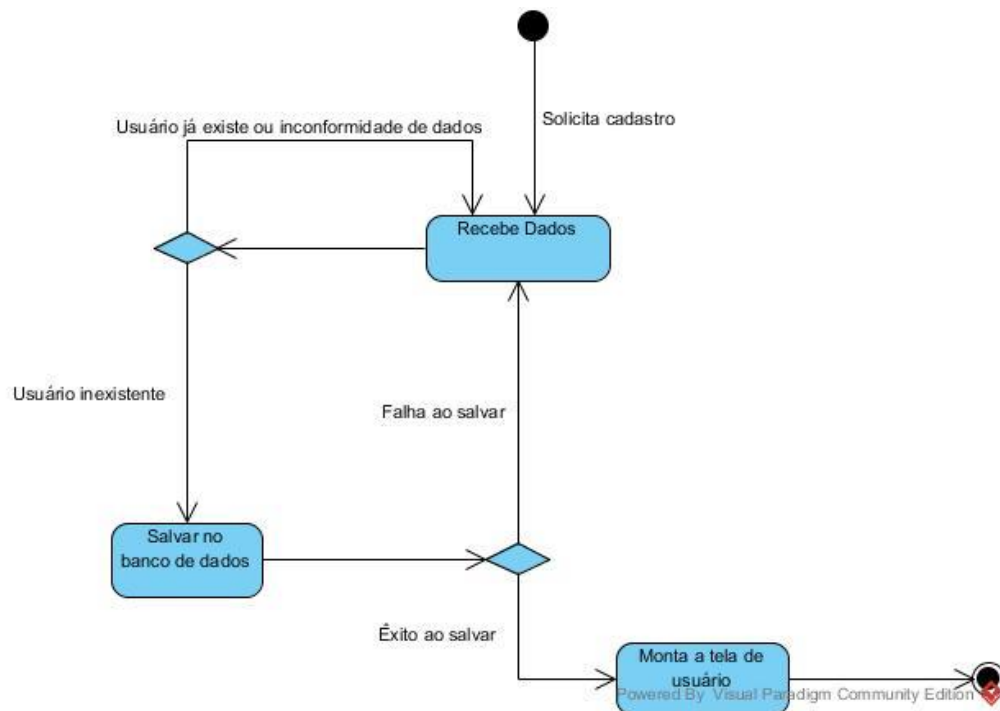 Solicita cadastro
Usuário já existe ou inconformidade de dados
Recebe Dados
Usuário inexistente
Falha ao salvar
Salvar no
banco de dados
Êxito ao salvar
Monta a tela de
usuário
Powered By Visual Paradigm Community Edition